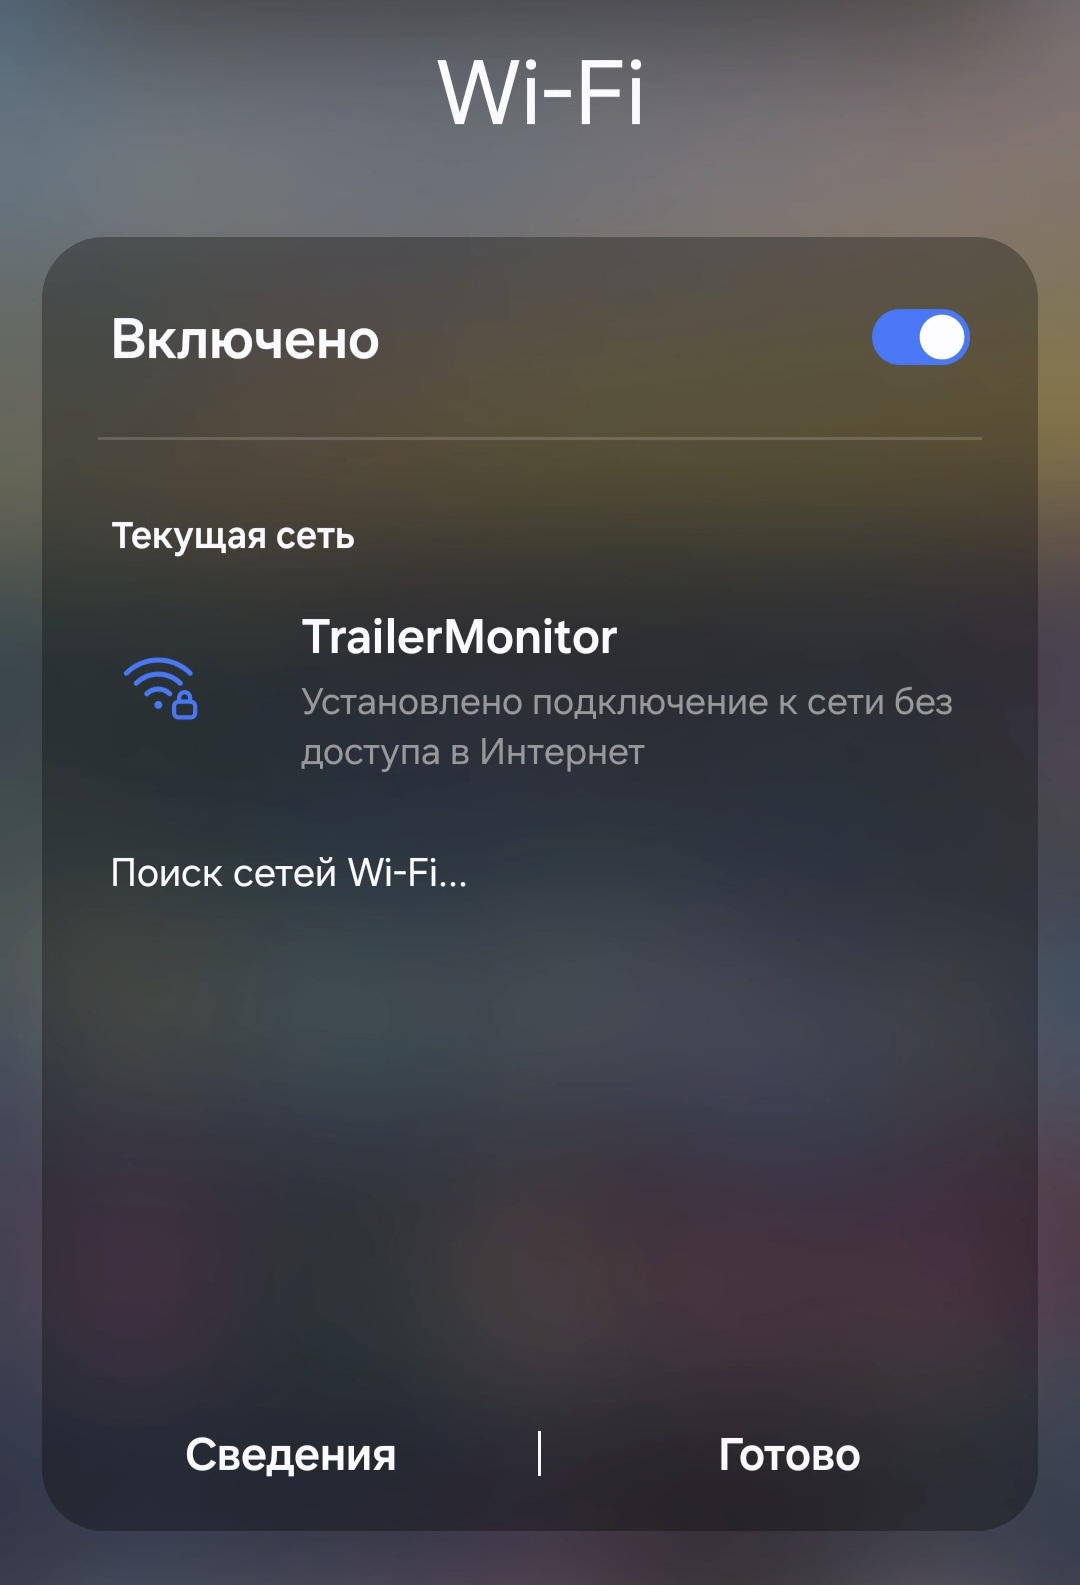 Wi-Fi
Включено
Текущая сеть
TrailerMonitor
Установлено подключение к сети без
доступа в Интернет
Поиск сетей Wi-Fi...
Сведения | Готово